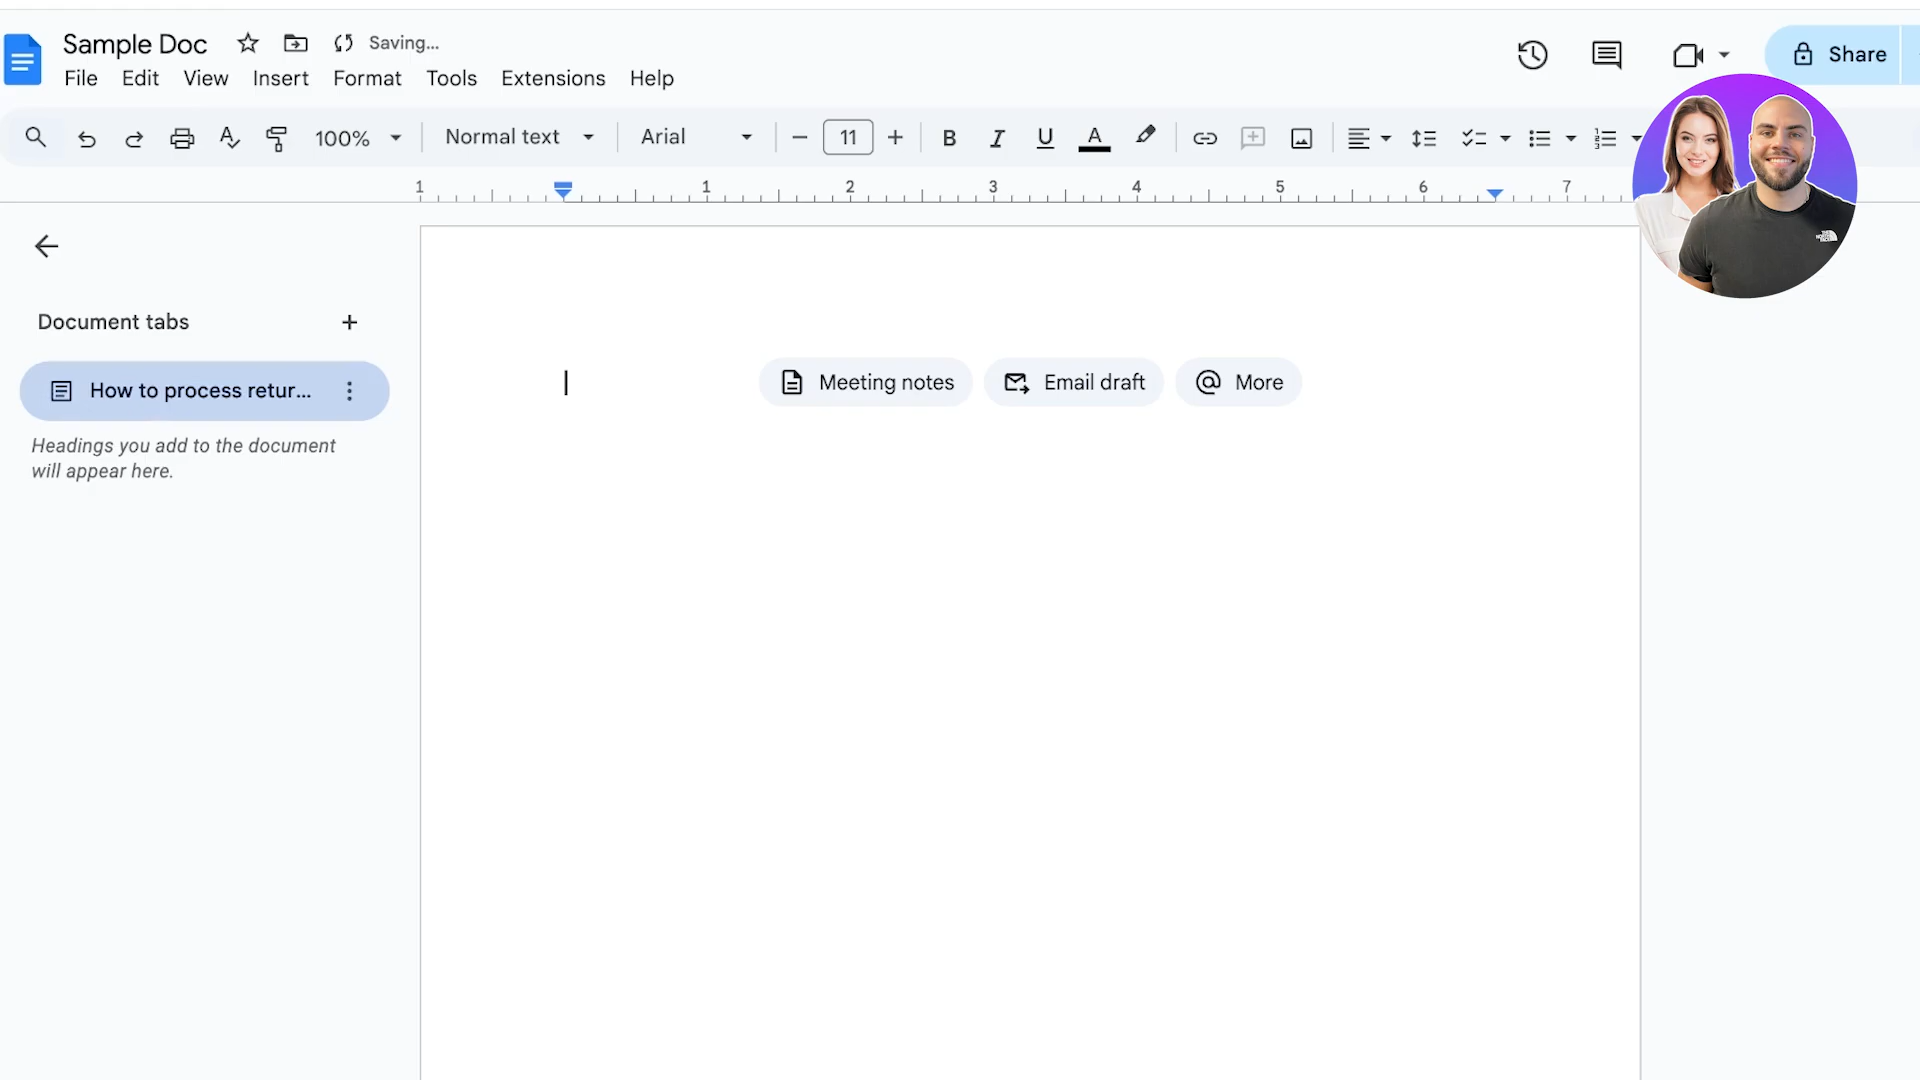 Sample Doc Saving...
File Edit View Insert Format Tools Extensions Help
Share
100% Normal text Arial 11 B I U A
1 1 2 3 4 5 6 7
Document tabs
How to process retur...
Headings you add to the document
will appear here.
Meeting notes Email draft More